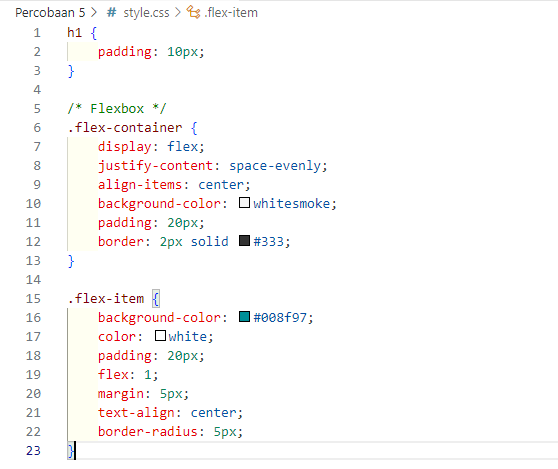 Percobaan 5 > # style.css > .flex-item
1 h1 {
2     padding: 10px;
3 }
4
5 /* Flexbox */
6 .flex-container {
7     display: flex;
8     justify-content: space-evenly;
9     align-items: center;
10     background-color: whitesmoke;
11     padding: 20px;
12     border: 2px solid #333;
13 }
14
15 .flex-item {
16     background-color: #008f97;
17     color: white;
18     padding: 20px;
19     flex: 1;
20     margin: 5px;
21     text-align: center;
22     border-radius: 5px;
23 }